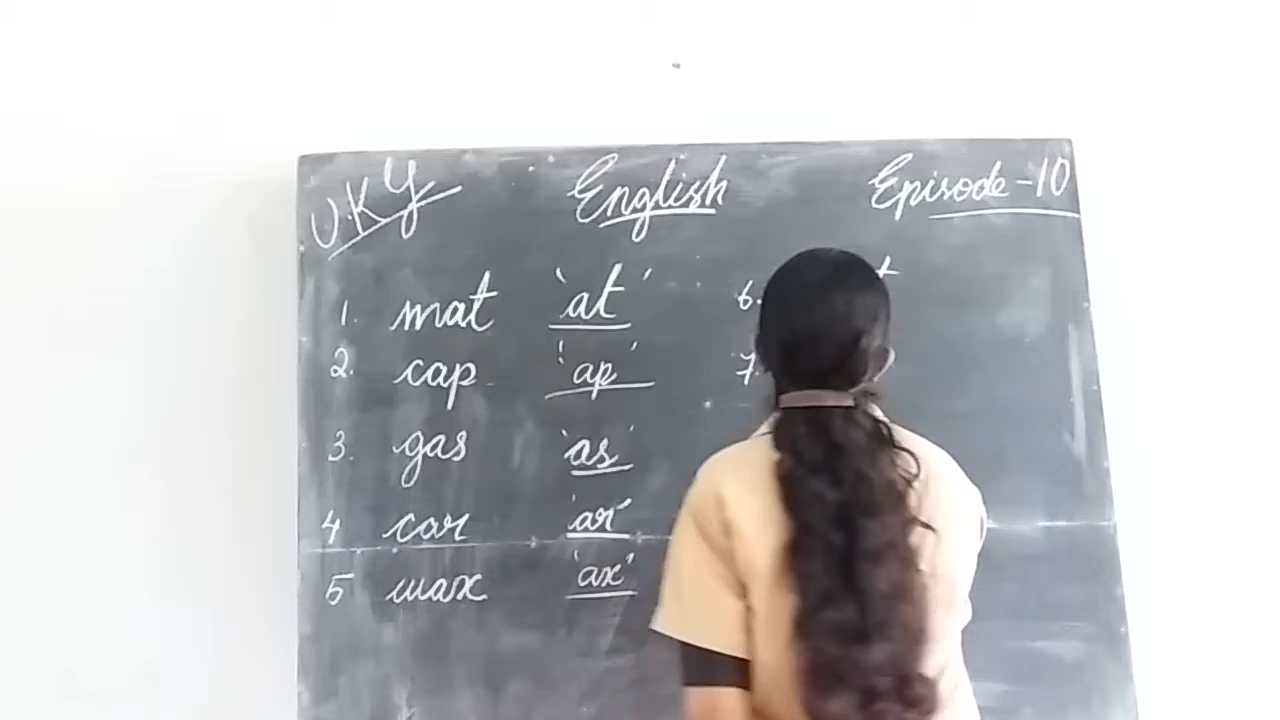 U.K.G English Episode-10
1. mat 'at'
2. cap 'ap'
3. gas 'as'
4 car 'ar'
5 wax 'ax'
6.
7.